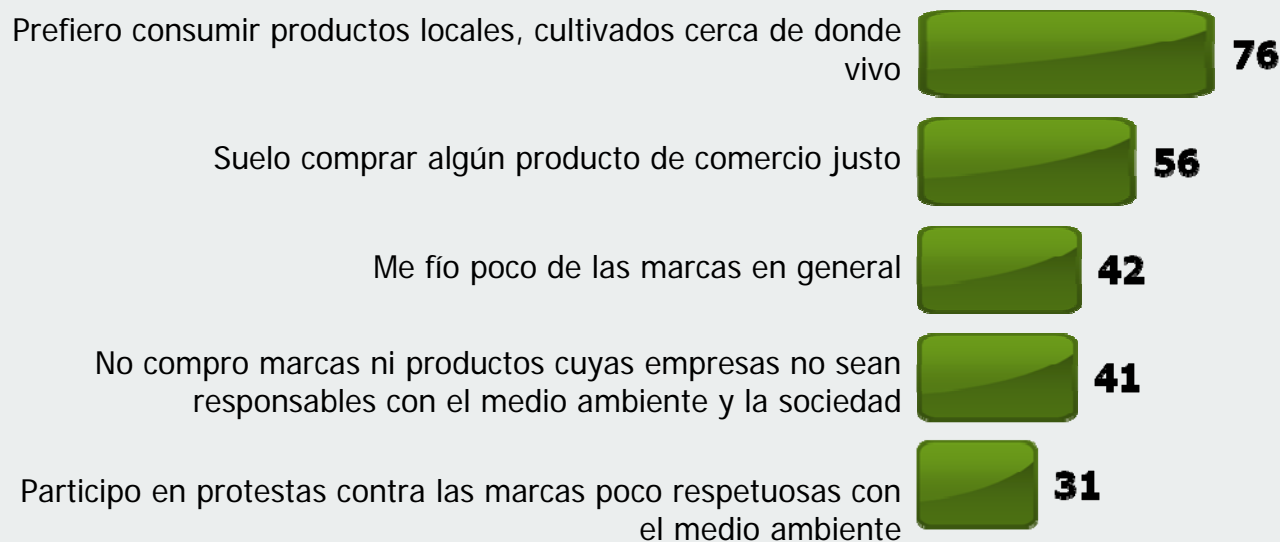 Prefiero consumir productos locales, cultivados cerca de donde
vivo
76
Suelo comprar algún producto de comercio justo
56
Me fío poco de las marcas en general
42
No compro marcas ni productos cuyas empresas no sean
responsables con el medio ambiente y la sociedad
41
Participo en protestas contra las marcas poco respetuosas con
el medio ambiente
31